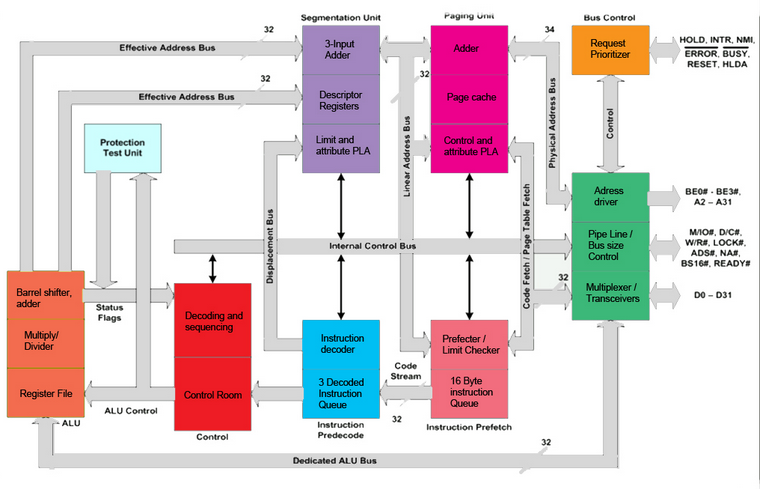 Segmentation Unit
Paging Unit
Bus Control
32
34
Effective Address Bus
3-Input
Adder
Adder
Request
Prioritizer
HOLD, INTR, NMI,
ERROR, BUSY,
RESET, HLDA
32
32
Effective Address Bus
Descriptor
Registers
Page cache
Physical Address Bus
Control
Linear Address Bus
Protection
Test Unit
Limit and
attribute PLA
Control and
attribute PLA
Adress
driver
BE0# - BE3#,
A2 – A31
Displacement Bus
Internal Control Bus
Code Fetch / Page Table Fetch
Pipe Line /
Bus size
Control
M/IO#, D/C#,
W/R#, LOCK#,
ADS#, NA#,
BS16#, READY#
32
Barrel shifter,
adder
Status
Flags
Multiplexer /
Transceivers
D0 – D31
Decoding and
sequencing
Multiply/
Divider
Instruction
decoder
Prefecter /
Limit Checker
Code
Stream
Register File
Control Room
3 Decoded
Instruction
Queue
16 Byte
instruction
Queue
ALU Control
32
ALU
Control
Instruction
Predecode
Instruction Prefetch
32
Dedicated ALU Bus